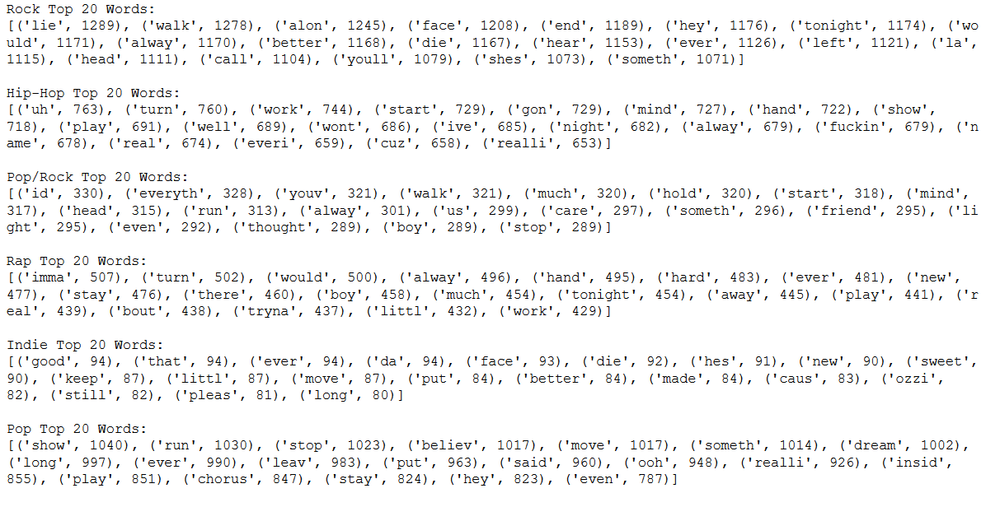 Rock Top 20 Words:
[('lie', 1289), ('walk', 1278), ('alon', 1245), ('face', 1208), ('end', 1189), ('hey', 1176), ('tonight', 1174), ('wo
uld', 1171), ('alway', 1170), ('better', 1168), ('die', 1167), ('hear', 1153), ('ever', 1126), ('left', 1121), ('la',
1115), ('head', 1111), ('call', 1104), ('youll', 1079), ('shes', 1073), ('someth', 1071)]
Hip-Hop Top 20 Words:
[('uh', 763), ('turn', 760), ('work', 744), ('start', 729), ('gon', 729), ('mind', 727), ('hand', 722), ('show',
718), ('play', 691), ('well', 689), ('wont', 686), ('ive', 685), ('night', 682), ('alway', 679), ('fuckin', 679), ('n
ame', 678), ('real', 674), ('everi', 659), ('cuz', 658), ('realli', 653)]
Pop/Rock Top 20 Words:
[('id', 330), ('everyth', 328), ('youv', 321), ('walk', 321), ('much', 320), ('hold', 320), ('start', 318), ('mind',
317), ('head', 315), ('run', 313), ('alway', 301), ('us', 299), ('care', 297), ('someth', 296), ('friend', 295), ('li
ght', 295), ('even', 292), ('thought', 289), ('boy', 289), ('stop', 289)]
Rap Top 20 Words:
[('imma', 507), ('turn', 502), ('would', 500), ('alway', 496), ('hand', 495), ('hard', 483), ('ever', 481), ('new',
477), ('stay', 476), ('there', 460), ('boy', 458), ('much', 454), ('tonight', 454), ('away', 445), ('play', 441), ('r
eal', 439), ('bout', 438), ('tryna', 437), ('littl', 432), ('work', 429)]
Indie Top 20 Words:
[('good', 94), ('that', 94), ('ever', 94), ('da', 94), ('face', 93), ('die', 92), ('hes', 91), ('new', 90), ('sweet',
90), ('keep', 87), ('littl', 87), ('move', 87), ('put', 84), ('better', 84), ('made', 84), ('caus', 83), ('ozzi',
82), ('still', 82), ('pleas', 81), ('long', 80)]
Pop Top 20 Words:
[('show', 1040), ('run', 1030), ('stop', 1023), ('believ', 1017), ('move', 1017), ('someth', 1014), ('dream', 1002),
('long', 997), ('ever', 990), ('leav', 983), ('put', 963), ('said', 960), ('ooh', 948), ('realli', 926), ('insid',
855), ('play', 851), ('chorus', 847), ('stay', 824), ('hey', 823), ('even', 787)]